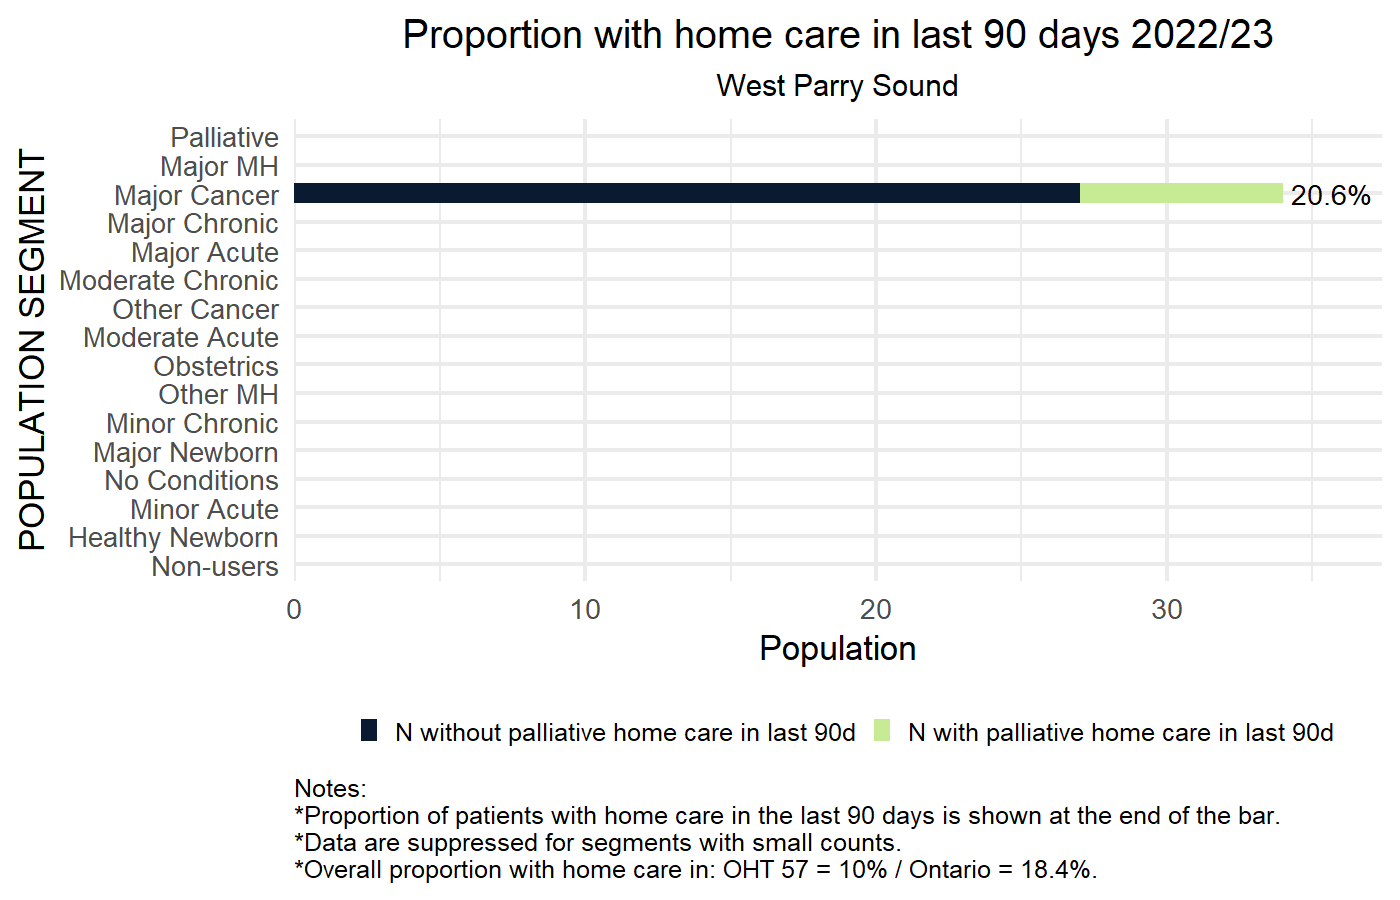 Proportion with home care in last 90 days 2022/23
West Parry Sound
POPULATION SEGMENT
Palliative
Major MH
Major Cancer
20.6%
Major Chronic
Major Acute
Moderate Chronic
Other Cancer
Moderate Acute
Obstetrics
Other MH
Minor Chronic
Major Newborn
No Conditions
Minor Acute
Healthy Newborn
Non-users
0 10 20 30
Population
N without palliative home care in last 90d N with palliative home care in last 90d
Notes:
*Proportion of patients with home care in the last 90 days is shown at the end of the bar.
*Data are suppressed for segments with small counts.
*Overall proportion with home care in: OHT 57 = 10% / Ontario = 18.4%.